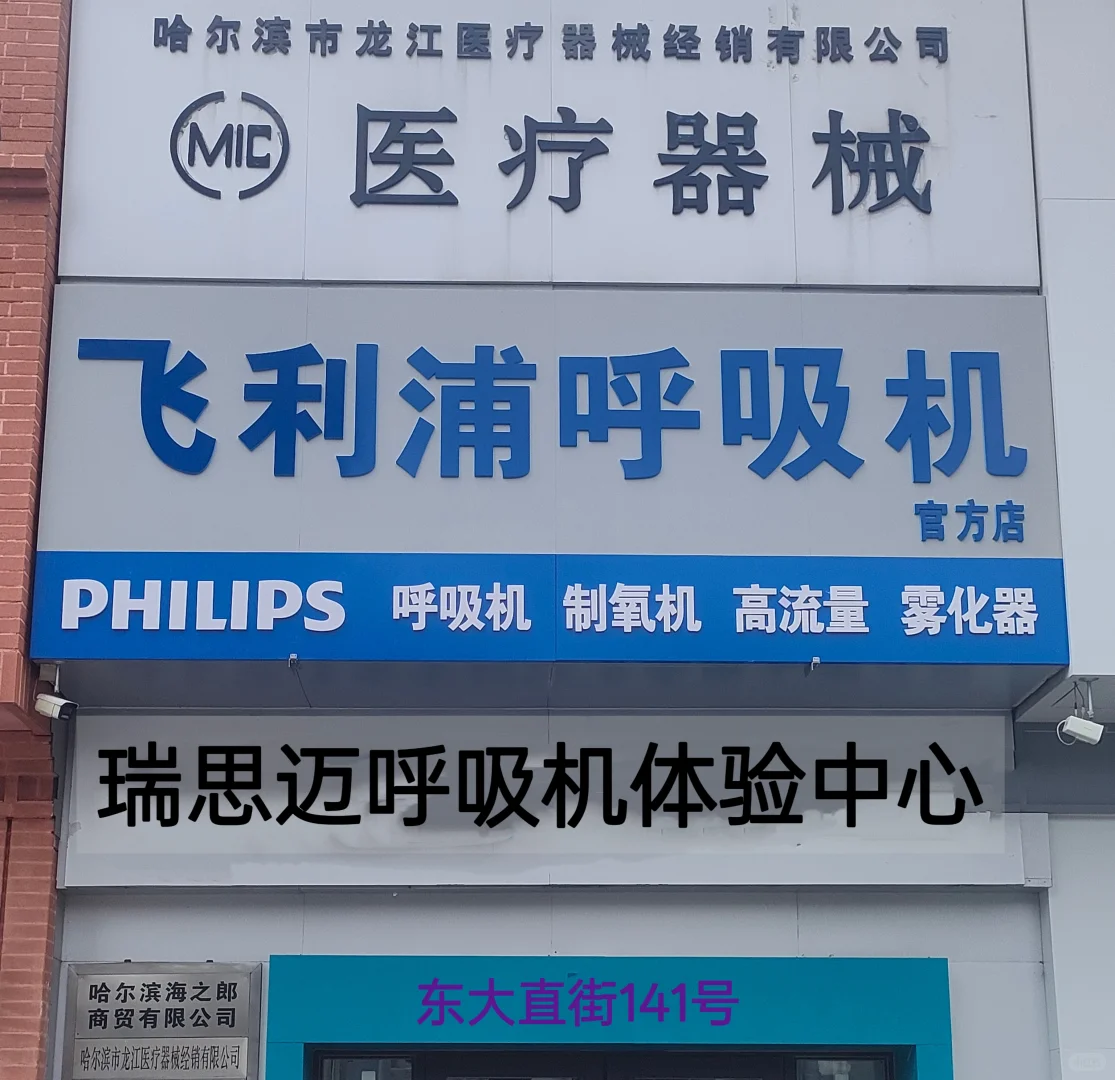 哈尔滨市龙江医疗器械经销有限公司
MIC 医疗器械
飞利浦呼吸机
官方店
PHILIPS 呼吸机 制氧机 高流量 雾化器
瑞思迈呼吸机体验中心
东大直街141号
哈尔滨海之郎
商贸有限公司
哈尔滨市龙江医疗器械经销有限公司